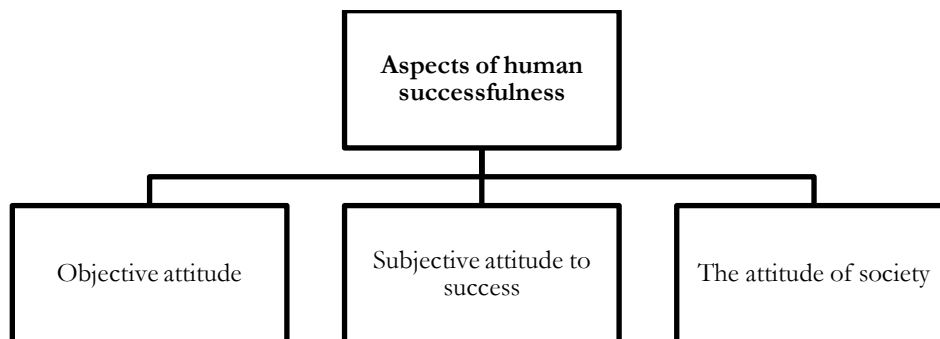 Aspects of human
successfulness
Objective attitude
Subjective attitude to
success
The attitude of society